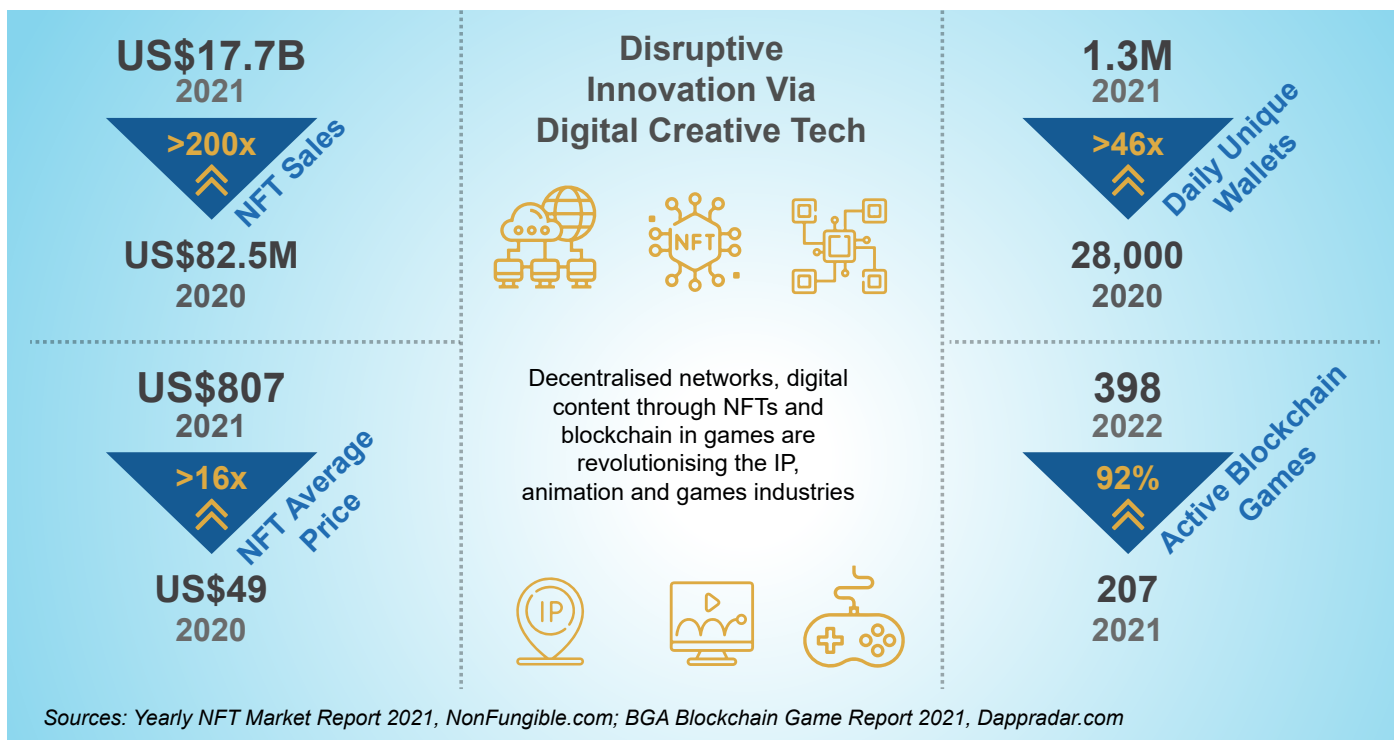 US$17.7B
2021
>200x
NFT Sales
US$82.5M
2020
US$807
2021
>16x
NFT Average
Price
US$49
2020
Disruptive
Innovation Via
Digital Creative Tech
NFT
Decentralised networks, digital
content through NFTs and
blockchain in games are
revolutionising the IP,
animation and games industries
IP
1.3M
2021
>46x
Daily Unique
Wallets
28,000
2020
398
2022
92%
Active Blockchain
Games
207
2021
Sources: Yearly NFT Market Report 2021, NonFungible.com; BGA Blockchain Game Report 2021, Dappradar.com